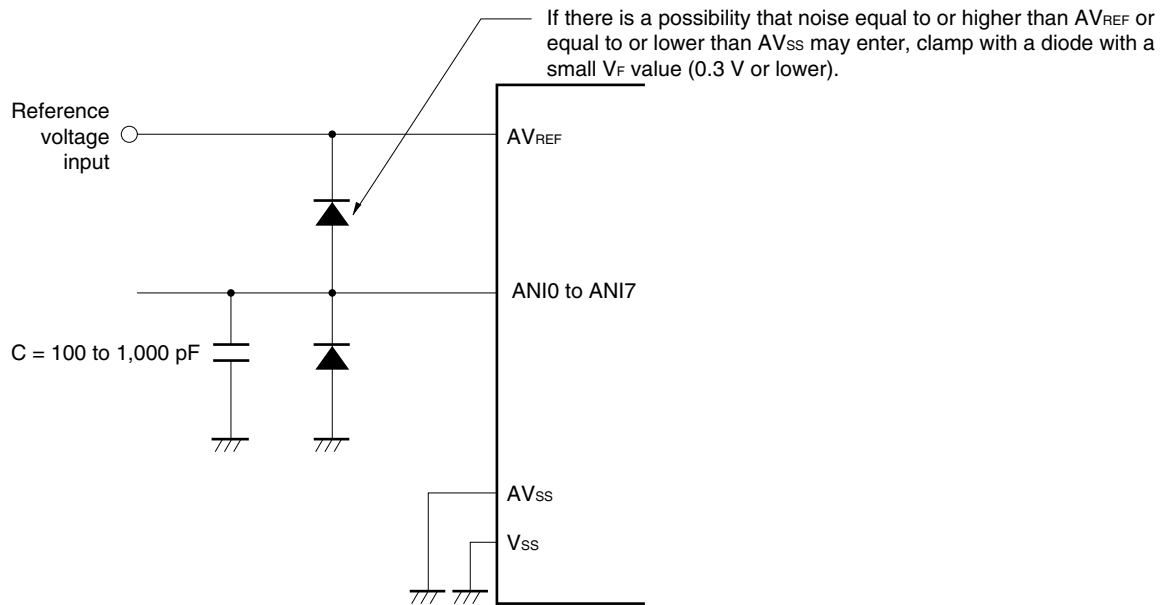 If there is a possibility that noise equal to or higher than AVREF or
equal to or lower than AVSS may enter, clamp with a diode with a
small VF value (0.3 V or lower).
Reference
voltage
input
AVREF
ANI0 to ANI7
C = 100 to 1,000 pF
AVSS
VSS